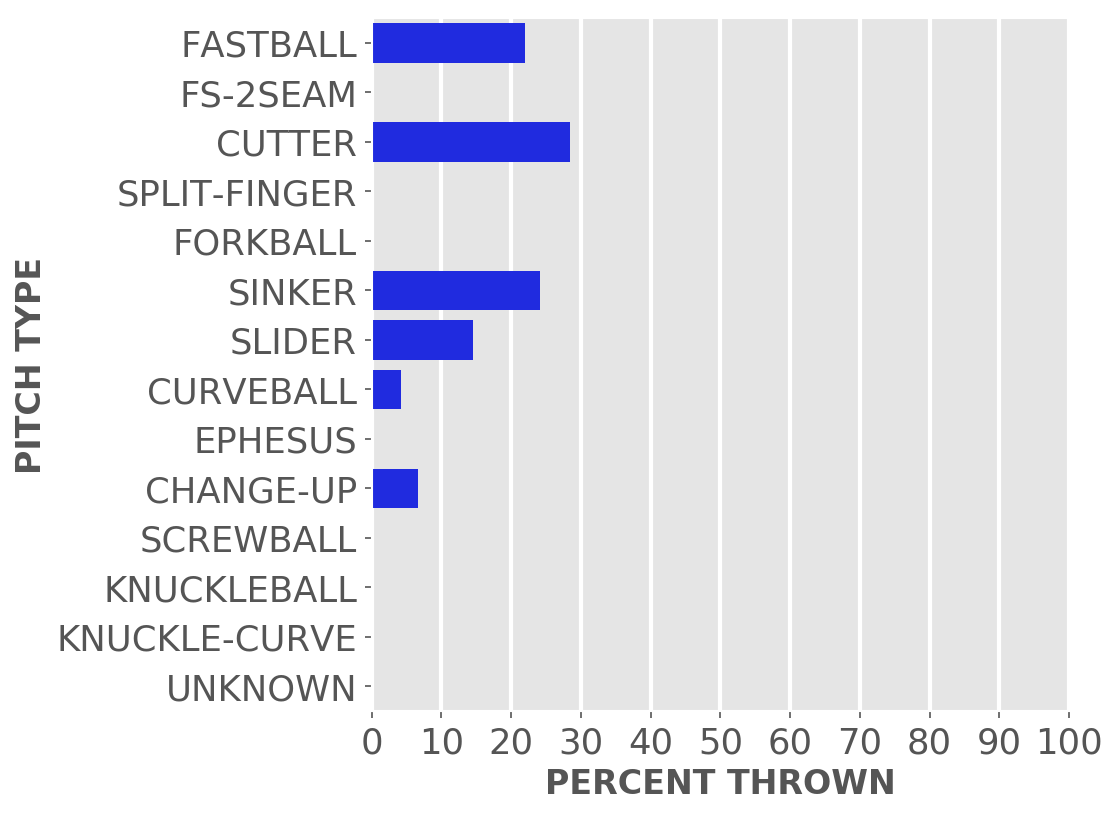 FASTBALL
FS-2SEAM
CUTTER
SPLIT-FINGER
FORKBALL
SINKER
SLIDER
CURVEBALL
EPHESUS
CHANGE-UP
SCREWBALL
KNUCKLEBALL
KNUCKLE-CURVE
UNKNOWN
PITCH TYPE
0 10 20 30 40 50 60 70 80 90 100
PERCENT THROWN